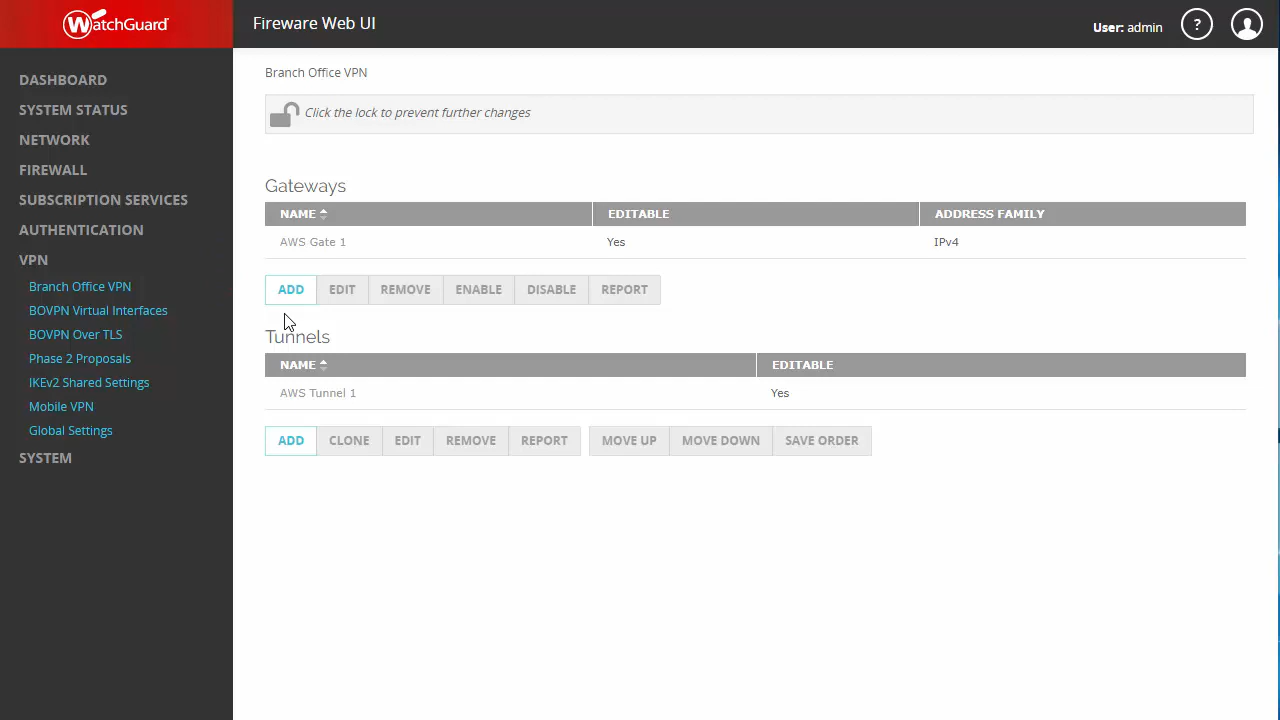 WatchGuard
Fireware Web UI
User: admin
?
DASHBOARD
SYSTEM STATUS
NETWORK
FIREWALL
SUBSCRIPTION SERVICES
AUTHENTICATION
VPN
Branch Office VPN
BOVPN Virtual Interfaces
BOVPN Over TLS
Phase 2 Proposals
IKEv2 Shared Settings
Mobile VPN
Global Settings
SYSTEM
Branch Office VPN
Click the lock to prevent further changes
Gateways
NAME EDITABLE ADDRESS FAMILY
AWS Gate 1 Yes IPv4
ADD EDIT REMOVE ENABLE DISABLE REPORT
Tunnels
NAME EDITABLE
AWS Tunnel 1 Yes
ADD CLONE EDIT REMOVE REPORT MOVE UP MOVE DOWN SAVE ORDER